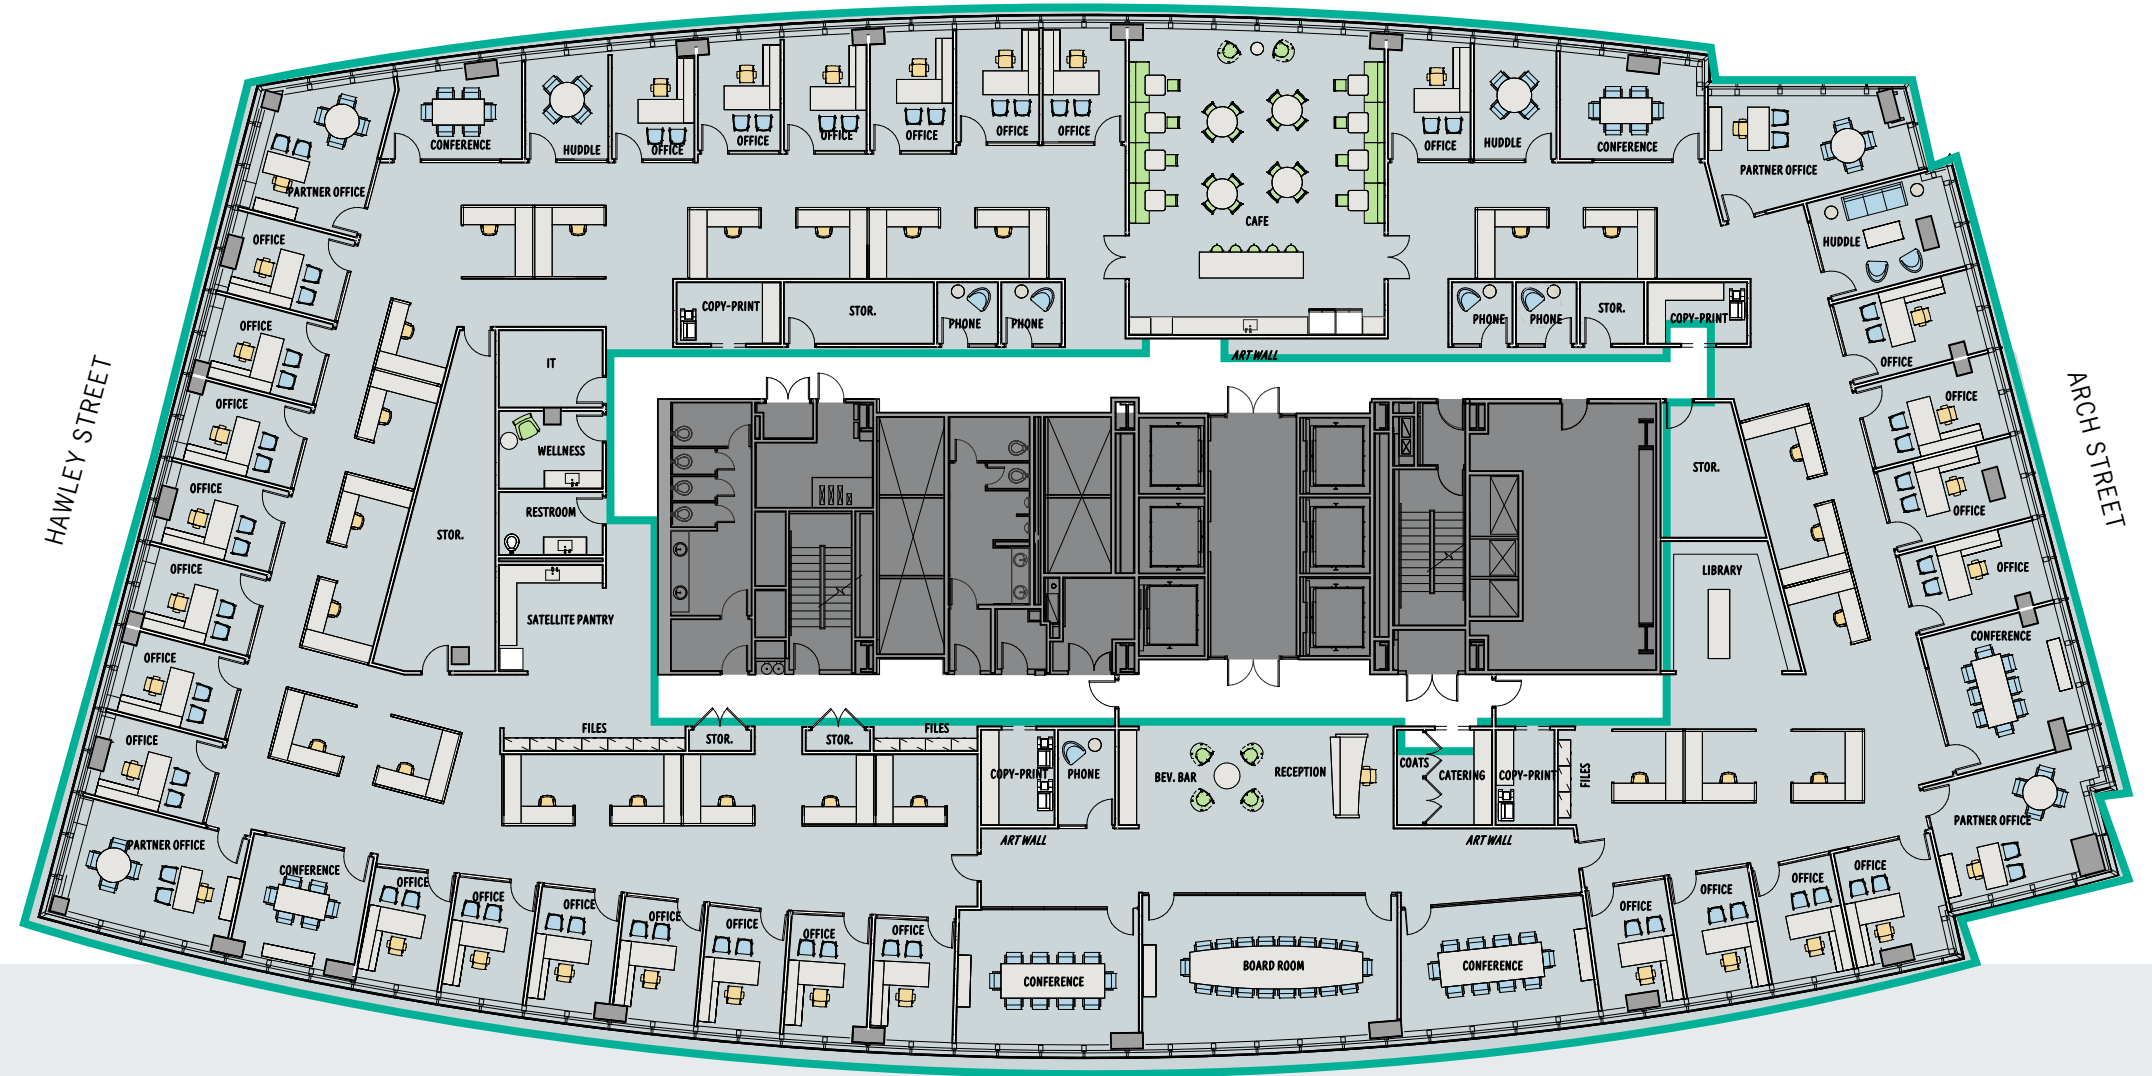 CONFERENCE
HUDDLE
OFFICE
OFFICE
OFFICE
OFFICE
OFFICE
OFFICE
CAFE
OFFICE
HUDDLE
CONFERENCE
PARTNER OFFICE
PARTNER OFFICE
HUDDLE
OFFICE
COPY-PRINT
STOR.
PHONE
PHONE
PHONE
PHONE
STOR.
COPY-PRINT
OFFICE
ART WALL
OFFICE
IT
OFFICE
HAWLEY STREET
ARCH STREET
OFFICE
WELLNESS
STOR.
OFFICE
RESTROOM
OFFICE
STOR.
OFFICE
LIBRARY
OFFICE
SATELLITE PANTRY
CONFERENCE
OFFICE
FILES
STOR.
STOR.
FILES
OFFICE
COPY-PRINT
PHONE
BEV. BAR
RECEPTION
COATS
CATERING
COPY-PRINT
FILES
PARTNER OFFICE
PARTNER OFFICE
ART WALL
ART WALL
CONFERENCE
OFFICE
OFFICE
OFFICE
OFFICE
OFFICE
OFFICE
OFFICE
OFFICE
OFFICE
OFFICE
OFFICE
CONFERENCE
BOARD ROOM
CONFERENCE